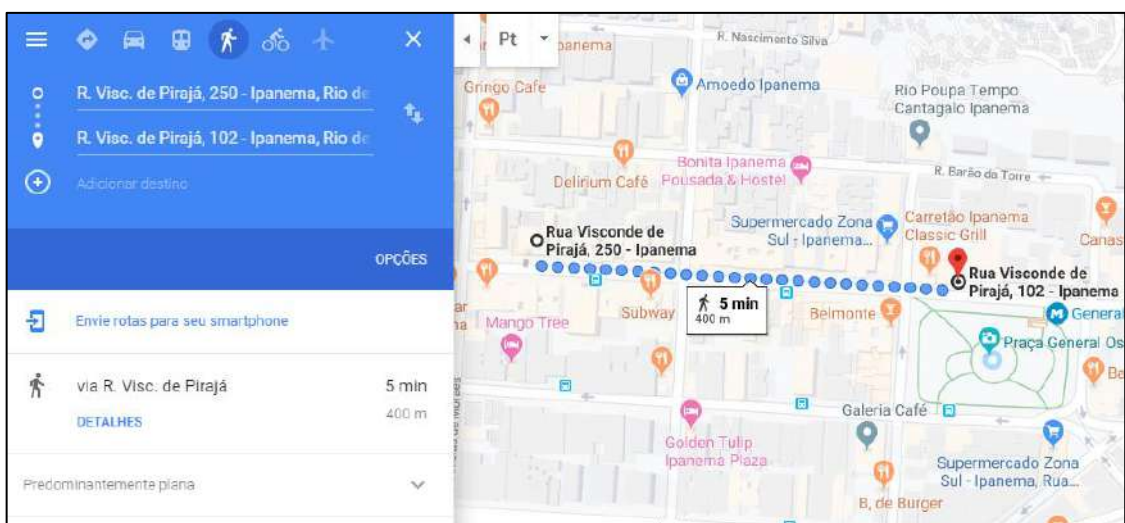 R. Visc. de Pirajá, 250 - Ipanema, Rio de
R. Visc. de Pirajá, 102 - Ipanema, Rio de
Adicionar destino
OPÇÕES
Envie rotas para seu smartphone
via R. Visc. de Pirajá
5 min
DETALHES
400 m
Predominantemente plana
Pt
panema
R. Nascimento Silva
Gringo Cafe
Amoedo Ipanema
Rio Poupa Tempo
Cantagalo Ipanema
Bonita Ipanema
Pousada & Hostel
Delirium Café
R. Barão da Torre
Supermercado Zona
Sul - Ipanema...
Carretão Ipanema
Classic Grill
Canas
Rua Visconde de
Pirajá, 250 - Ipanema
Rua Visconde de
Pirajá, 102 - Ipanema
5 min
400 m
Subway
Belmonte
General
Mango Tree
Praça General Os
Ba
Galeria Café
Golden Tulip
Ipanema Plaza
Supermercado Zona
Sul - Ipanema, Rua...
B, de Burger